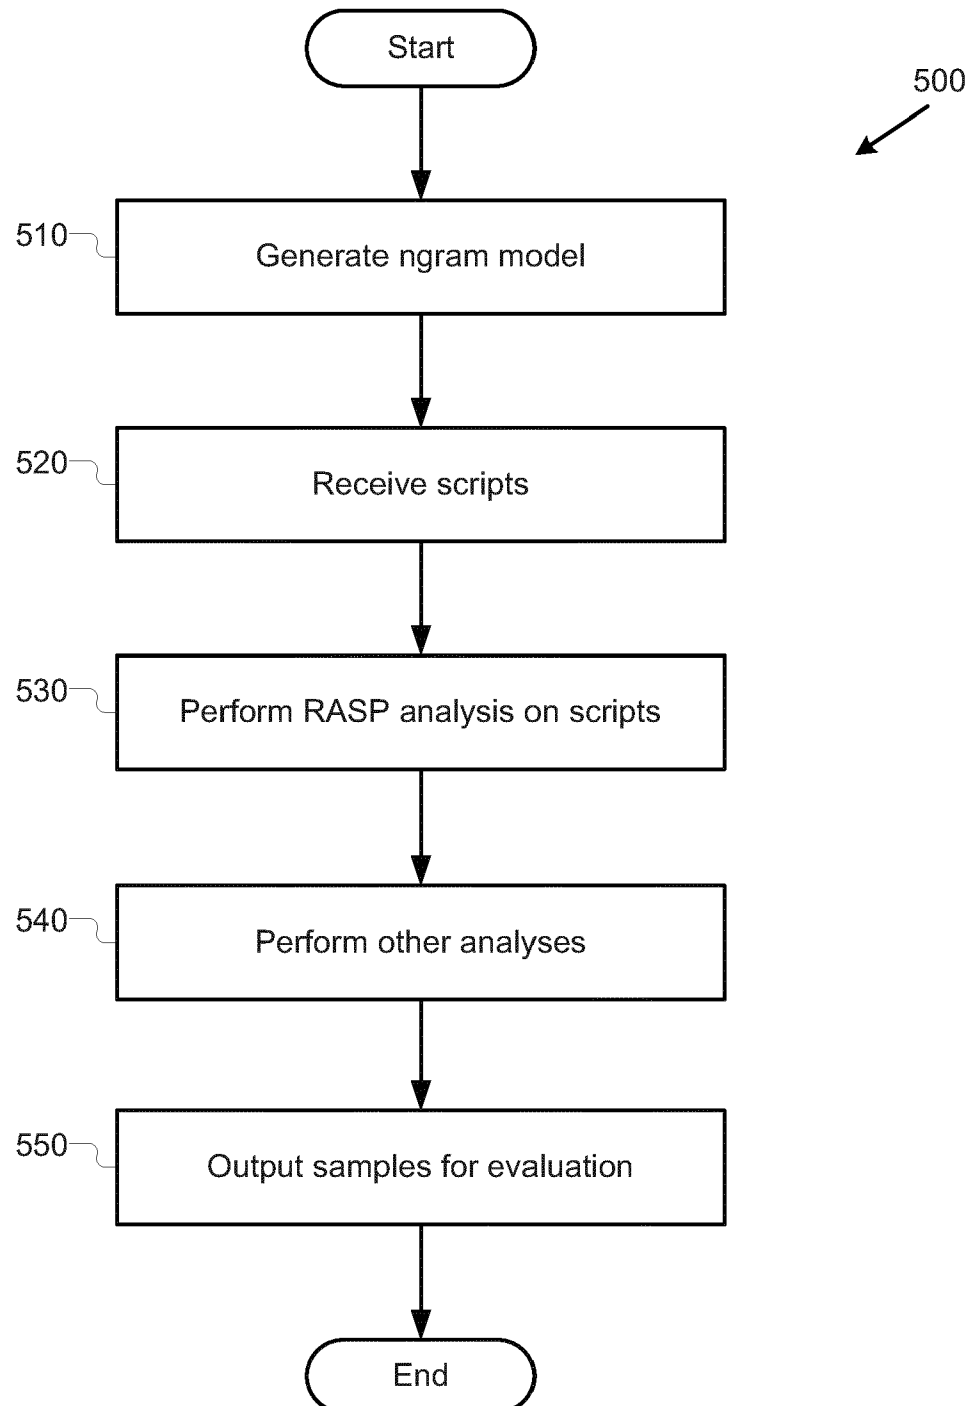 Start
500
510
Generate ngram model
520
Receive scripts
530
Perform RASP analysis on scripts
540
Perform other analyses
550
Output samples for evaluation
End